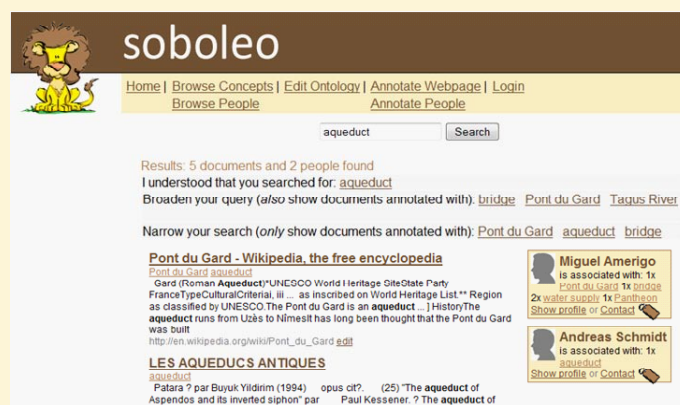 soboleo
Home | Browse Concepts | Edit Ontology | Annotate Webpage | Login
Browse People Annotate People
aqueduct Search
Results: 5 documents and 2 people found
I understood that you searched for: aqueduct
Broaden your query (also show documents annotated with): bridge Pont du Gard Tagus River
Narrow your search (only show documents annotated with): Pont du Gard aqueduct bridge
Pont du Gard - Wikipedia, the free encyclopedia
Pont du Gard aqueduct
Gard (Roman Aqueduct)*UNESCO World Heritage SiteState Party
FranceTypeCulturalCriteriai, iii ... as inscribed on World Heritage List.** Region
as classified by UNESCO.The Pont du Gard is an aqueduct ... ] HistoryThe
aqueduct runs from Uzès to NîmesIt has long been thought that the Pont du Gard
was built
http://en.wikipedia.org/wiki/Pont_du_Gard edit
LES AQUEDUCS ANTIQUES
aqueduct
Patara ? par Buyuk Yildirim (1994) opus cit?. (25) "The aqueduct of
Aspendos and its inverted siphon" par Paul Kessener. ? The aqueduct of
Miguel Amerigo
is associated with: 1x
Pont du Gard 1x bridge
2x water supply 1x Pantheon
Show profile or Contact
Andreas Schmidt
is associated with: 1x
aqueduct
Show profile or Contact